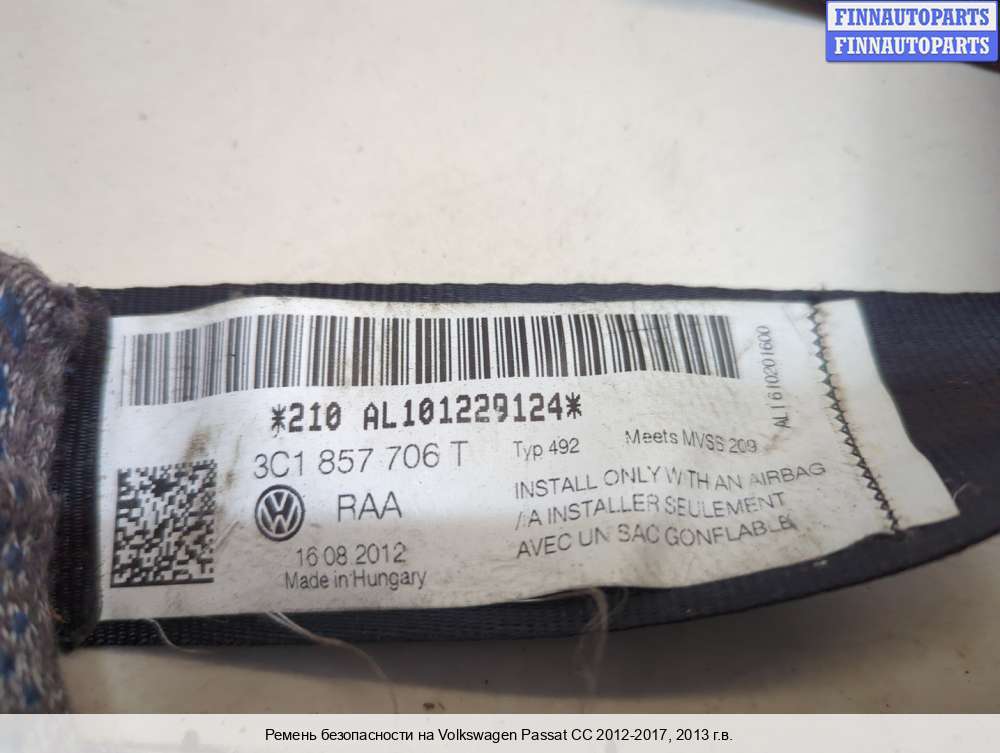 FINNAUTOPARTS
FINNAUTOPARTS
*210 AL101229124*
3C1 857 706 T
Typ 492
Meets MVSS 209
AL1610201600
RAA
INSTALL ONLY WITH AN AIRBAG
/A INSTALLER SEULEMENT
AVEC UN SAC GONFLABLE
16.08.2012
Made in Hungary
Ремень безопасности на Volkswagen Passat CC 2012-2017, 2013 г.в.